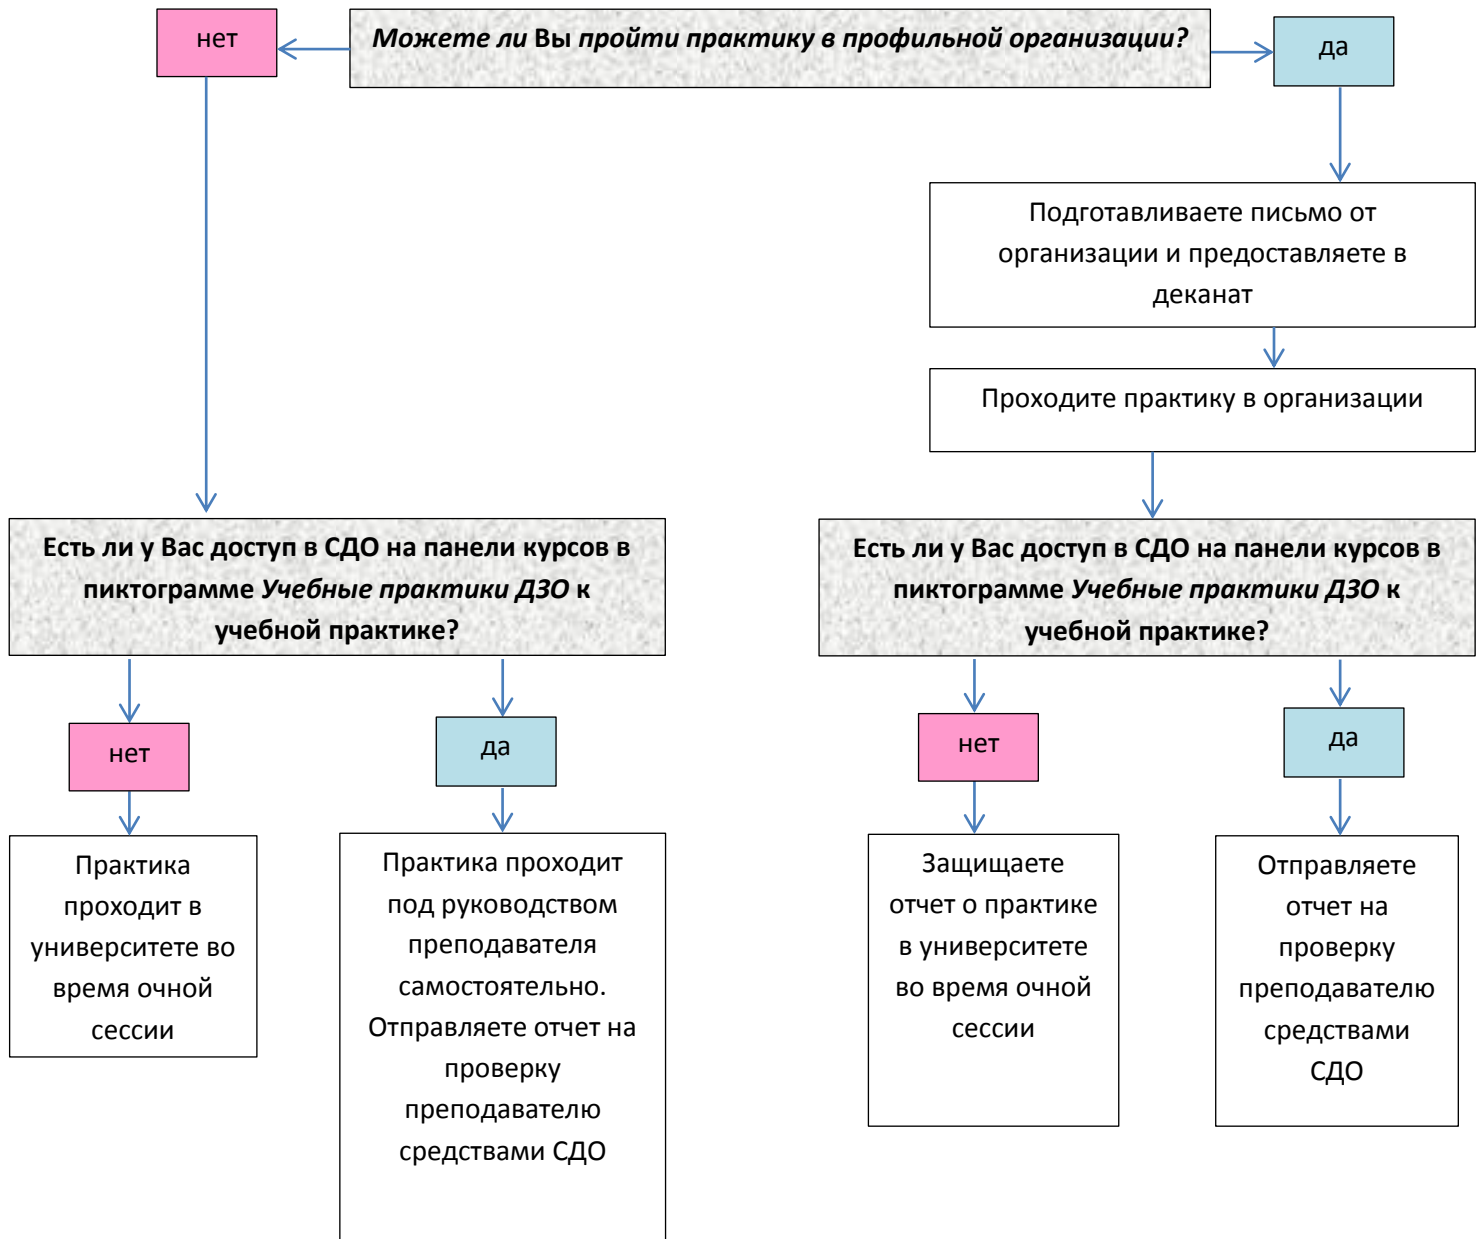 нет
Можете ли Вы пройти практику в профильной организации?
да
Подготавливаете письмо от
организации и предоставляете в
деканат
Проходите практику в организации
Есть ли у Вас доступ в СДО на панели курсов в
пиктограмме Учебные практики ДЗО к
учебной практике?
нет
да
Практика
проходит в
университете во
время очной
сессии
Практика проходит
под руководством
преподавателя
самостоятельно.
Отправляете отчет на
проверку
преподавателю
средствами СДО
Есть ли у Вас доступ в СДО на панели курсов в
пиктограмме Учебные практики ДЗО к
учебной практике?
нет
да
Защищаете
отчет о практике
в университете
во время очной
сессии
Отправляете
отчет на
проверку
преподавателю
средствами
СДО